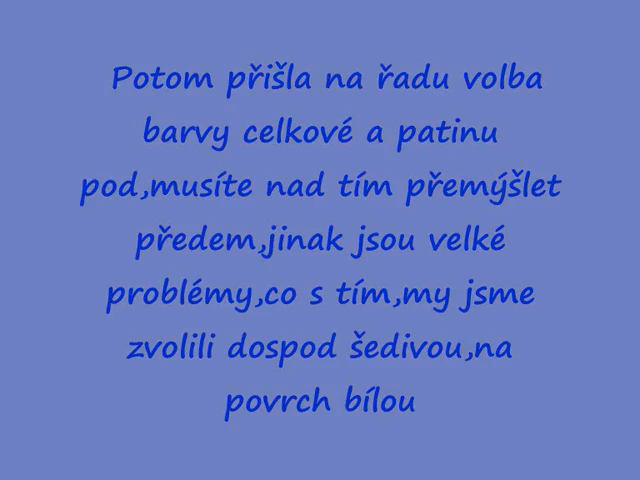 Potom přišla na řadu volba
barvy celkové a patinu
pod,musíte nad tím přemýšlet
předem,jinak jsou velké
problémy,co s tím,my jsme
zvolili dospod šedivou,na
povrch bílou